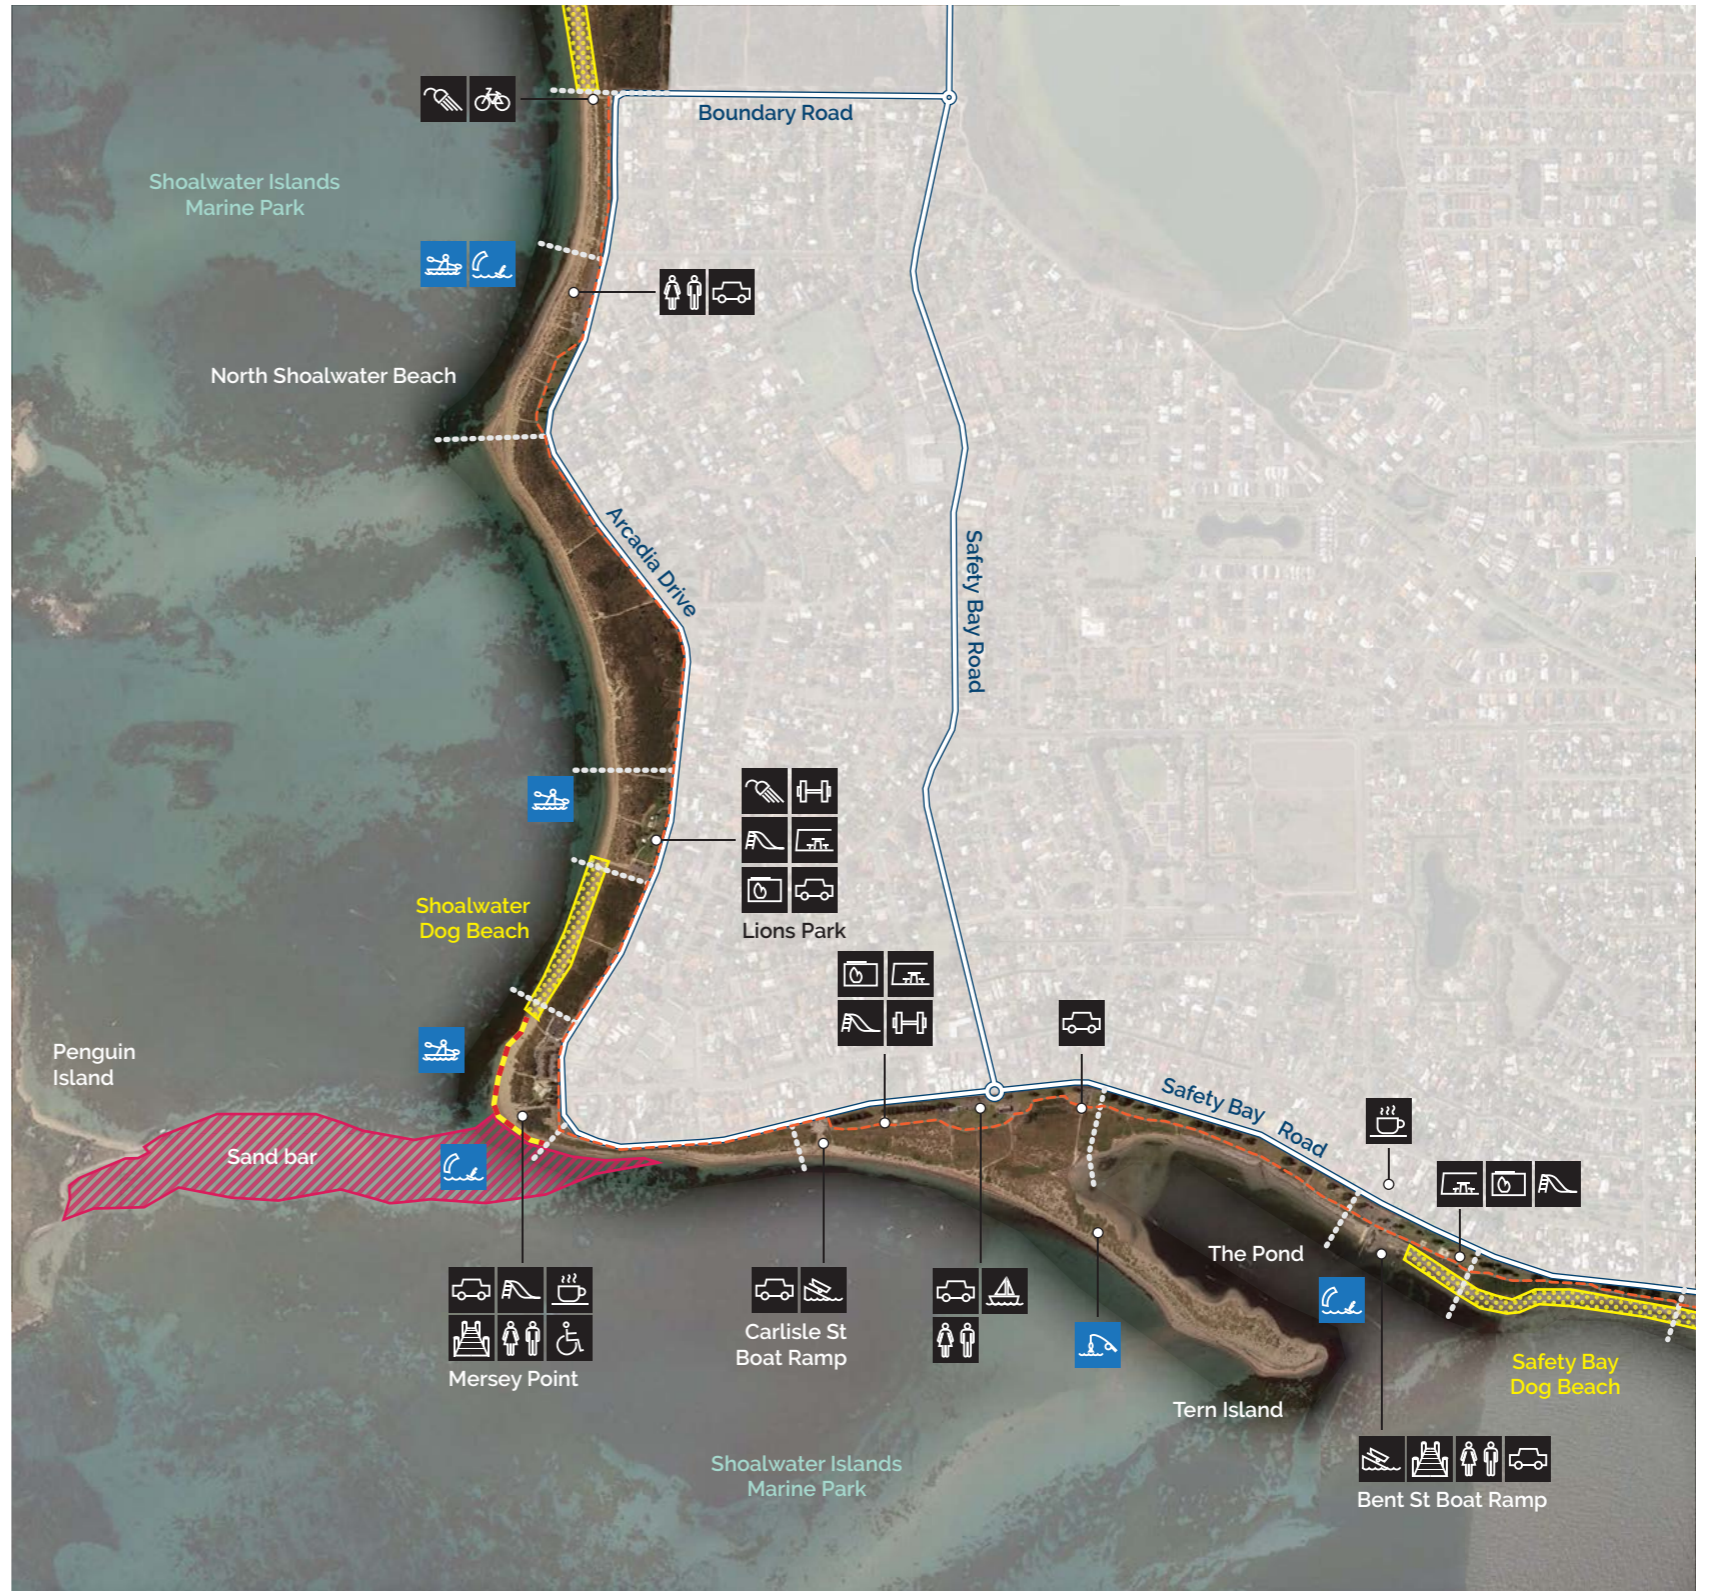 Boundary Road
Shoalwater Islands
Marine Park
North Shoalwater Beach
Arcadia Drive
Safety Bay Road
Shoalwater
Dog Beach
Lions Park
Penguin
Island
Safety Bay Road
Sand bar
The Pond
Carlisle St
Boat Ramp
Mersey Point
Safety Bay
Dog Beach
Tern Island
Shoalwater Islands
Marine Park
Bent St Boat Ramp